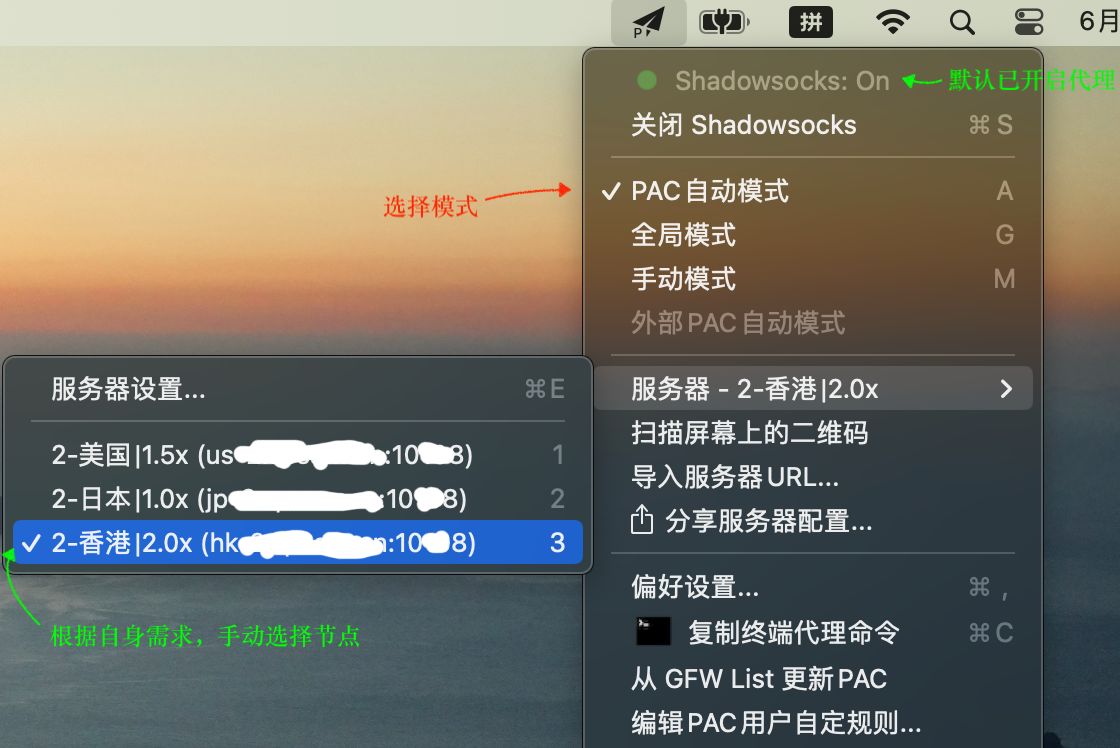 拼
6月
P
Shadowsocks: On
默认已开启代理
关闭 Shadowsocks ⌘ S
选择模式
✓ PAC自动模式 A
全局模式 G
手动模式 M
外部PAC自动模式
服务器 - 2-香港|2.0x
扫描屏幕上的二维码
导入服务器URL...
分享服务器配置...
偏好设置... ⌘ ,
复制终端代理命令 ⌘ C
从 GFW List 更新PAC
编辑PAC用户自定规则...
服务器设置... ⌘ E
2-美国|1.5x (us :10 8) 1
2-日本|1.0x (jp :10 8) 2
✓ 2-香港|2.0x (hk n:10 8) 3
根据自身需求，手动选择节点